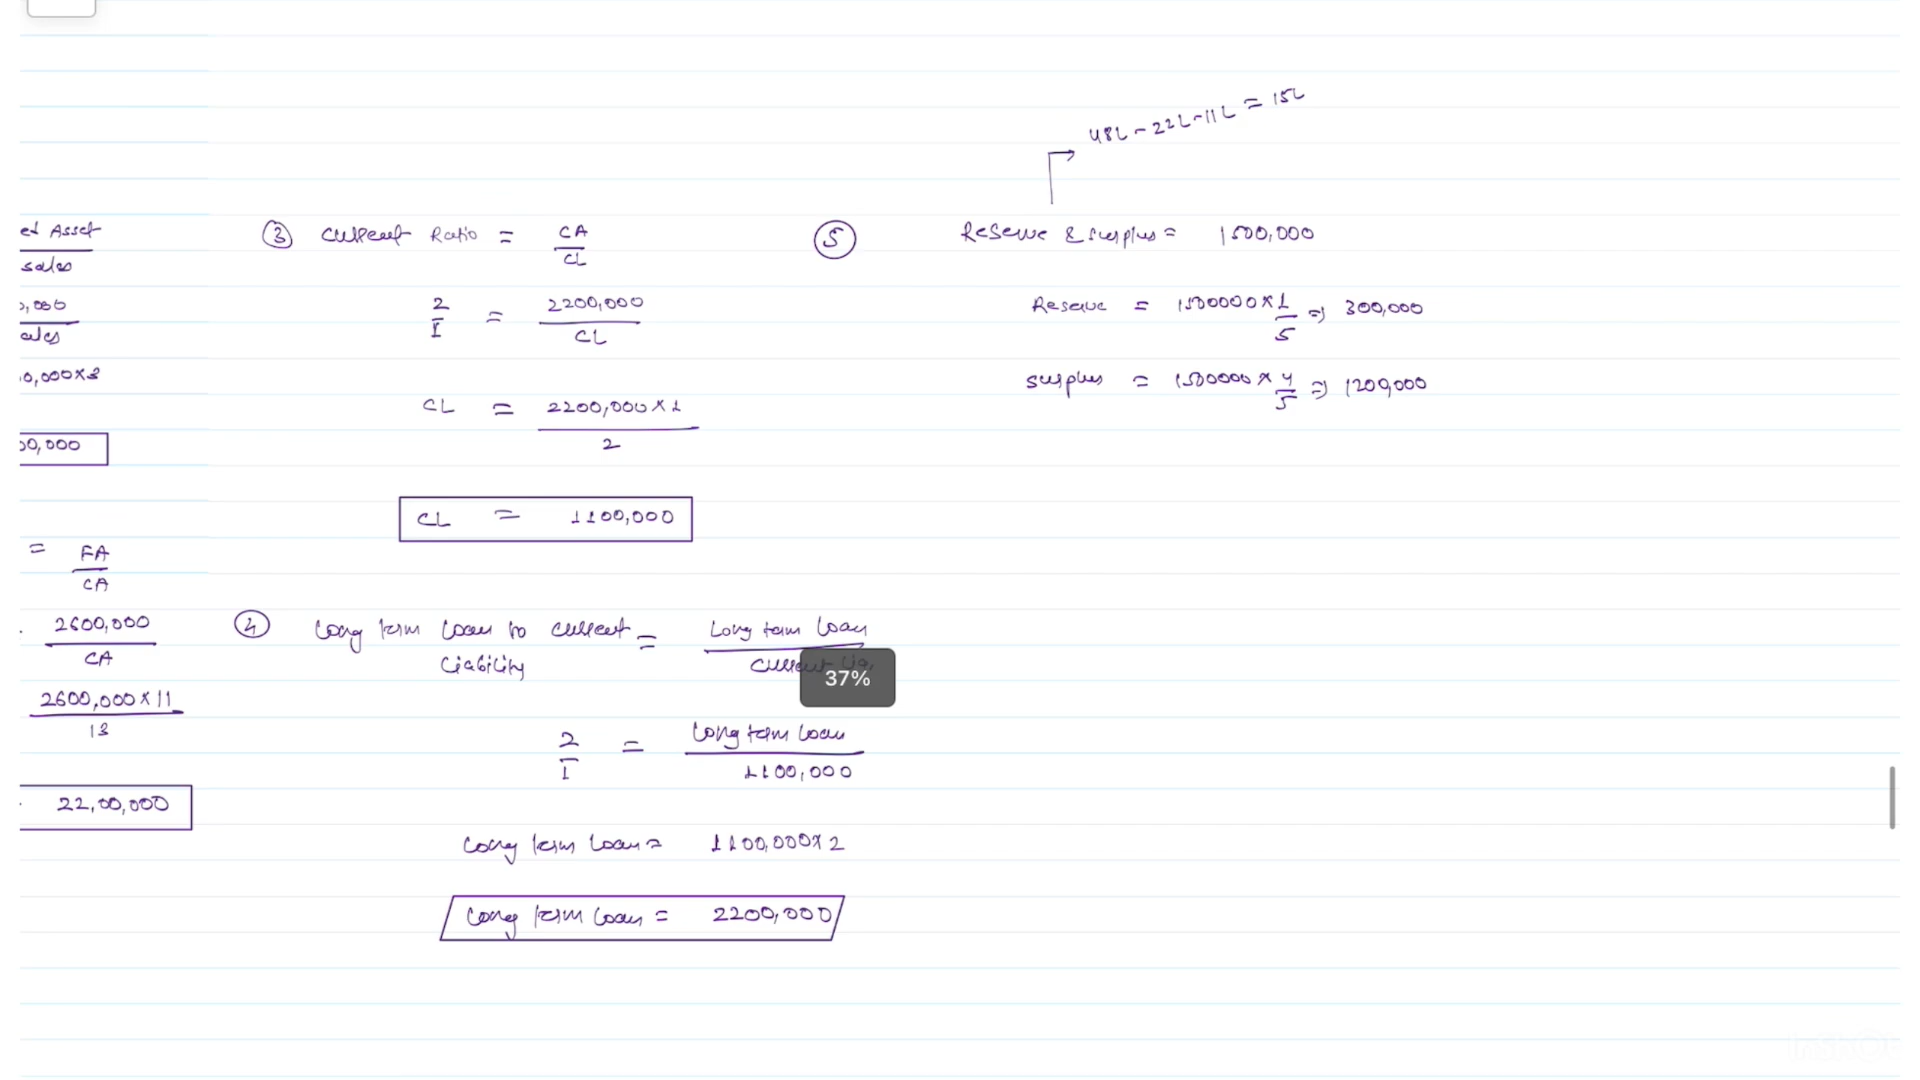 48L - 22L - 11L = 15L
ed Asset
sales
0,000
ales
0,000 x 3
00,000
= FA
CA
2600,000
CA
2600,000 x 11
13
22,00,000
③ Current Ratio = CA
CL
2 = 2200,000
1 CL
CL = 2200,000 x 1
2
CL = 1100,000
④ Long term Loan to current = Long term Loan
Liability Current
37%
2 = Long term Loan
1 1100,000
Long term Loan = 1100,000 x 2
Long term Loan = 2200,000
⑤ Reserve & surplus = 1500,000
Reserve = 1500000 x 1 => 300,000
5
surplus = 1500000 x 4 => 1200,000
5